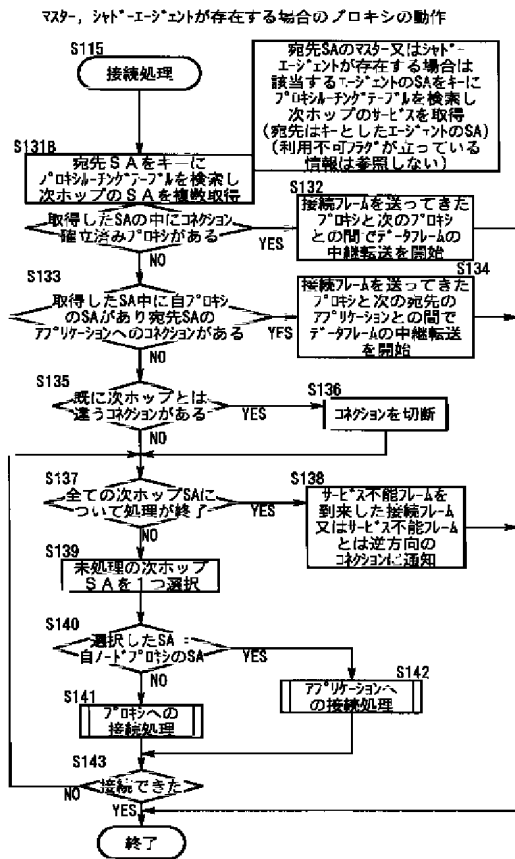 マスター，シャドーエージェントが存在する場合のプロキシの動作
S115
接続処理
宛先SAのマスター又はシャドー
エージェントが存在する場合は
該当するエージェントのSAをキーに
プロキシルーチングテーブルを検索し
次ホップのサービスを取得
(宛先はキーとしたエージェントのSA)
(利用不可フラグが立っている
情報は参照しない)
S131B
宛先SAをキーに
プロキシルーチングテーブルを検索し
次ホップのSAを複数取得
取得したSAの中にコネクション
確立済みプロキシがある
YES
NO
S132
接続フレームを送ってきた
プロキシと次のプロキシ
との間でデータフレームの
中継転送を開始
S133
取得したSA中に自プロキシ
のSAがあり宛先SAの
アプリケーションへのコネクションがある
YES
NO
S134
接続フレームを送ってきた
プロキシと次の宛先の
アプリケーションとの間で
データフレームの中継転送
を開始
S135
既に次ホップとは
違うコネクションがある
YES
NO
S136
コネクションを切断
S137
全ての次ホップSAに
ついて処理が終了
YES
NO
S138
サービス不能フレームを
到来した接続フレーム
又はサービス不能フレーム
とは逆方向の
コネクションに通知
S139
未処理の次ホップ
SAを1つ選択
S140
選択したSA＝
自ノードプロキシのSA
YES
NO
S141
プロキシへの
接続処理
S142
アプリケーションへ
の接続処理
S143
接続できた
NO
YES
終了